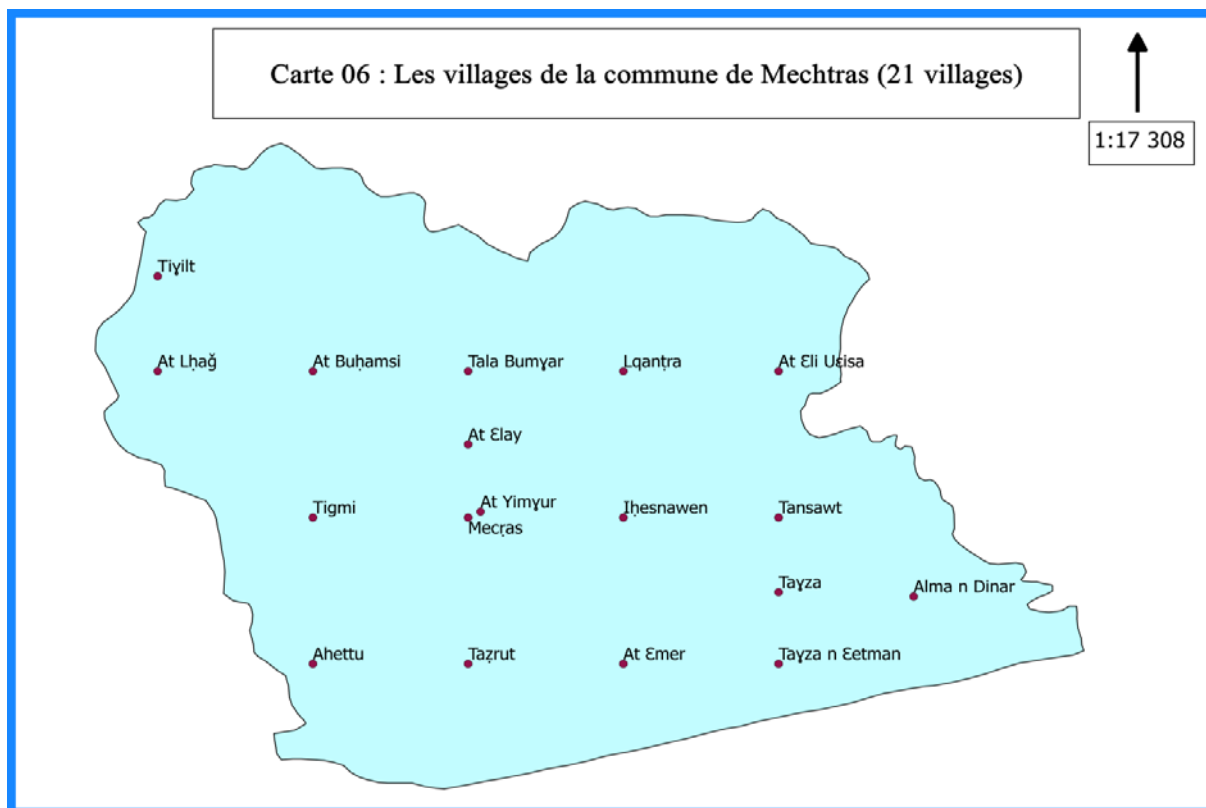 Carte 06 : Les villages de la commune de Mechtras (21 villages)
1:17 308
Tiɣilt
At Lḥaǧ
At Buḥamsi
Tala Bumɣar
Lqanṭra
At Ɛli Uɛisa
At Ɛlay
Tigmi
At Yimɣur
Mecṛas
Iḥesnawen
Tansawt
Taɣza
Alma n Dinar
Ahettu
Taẓrut
At Ɛmer
Taɣza n Ɛetman